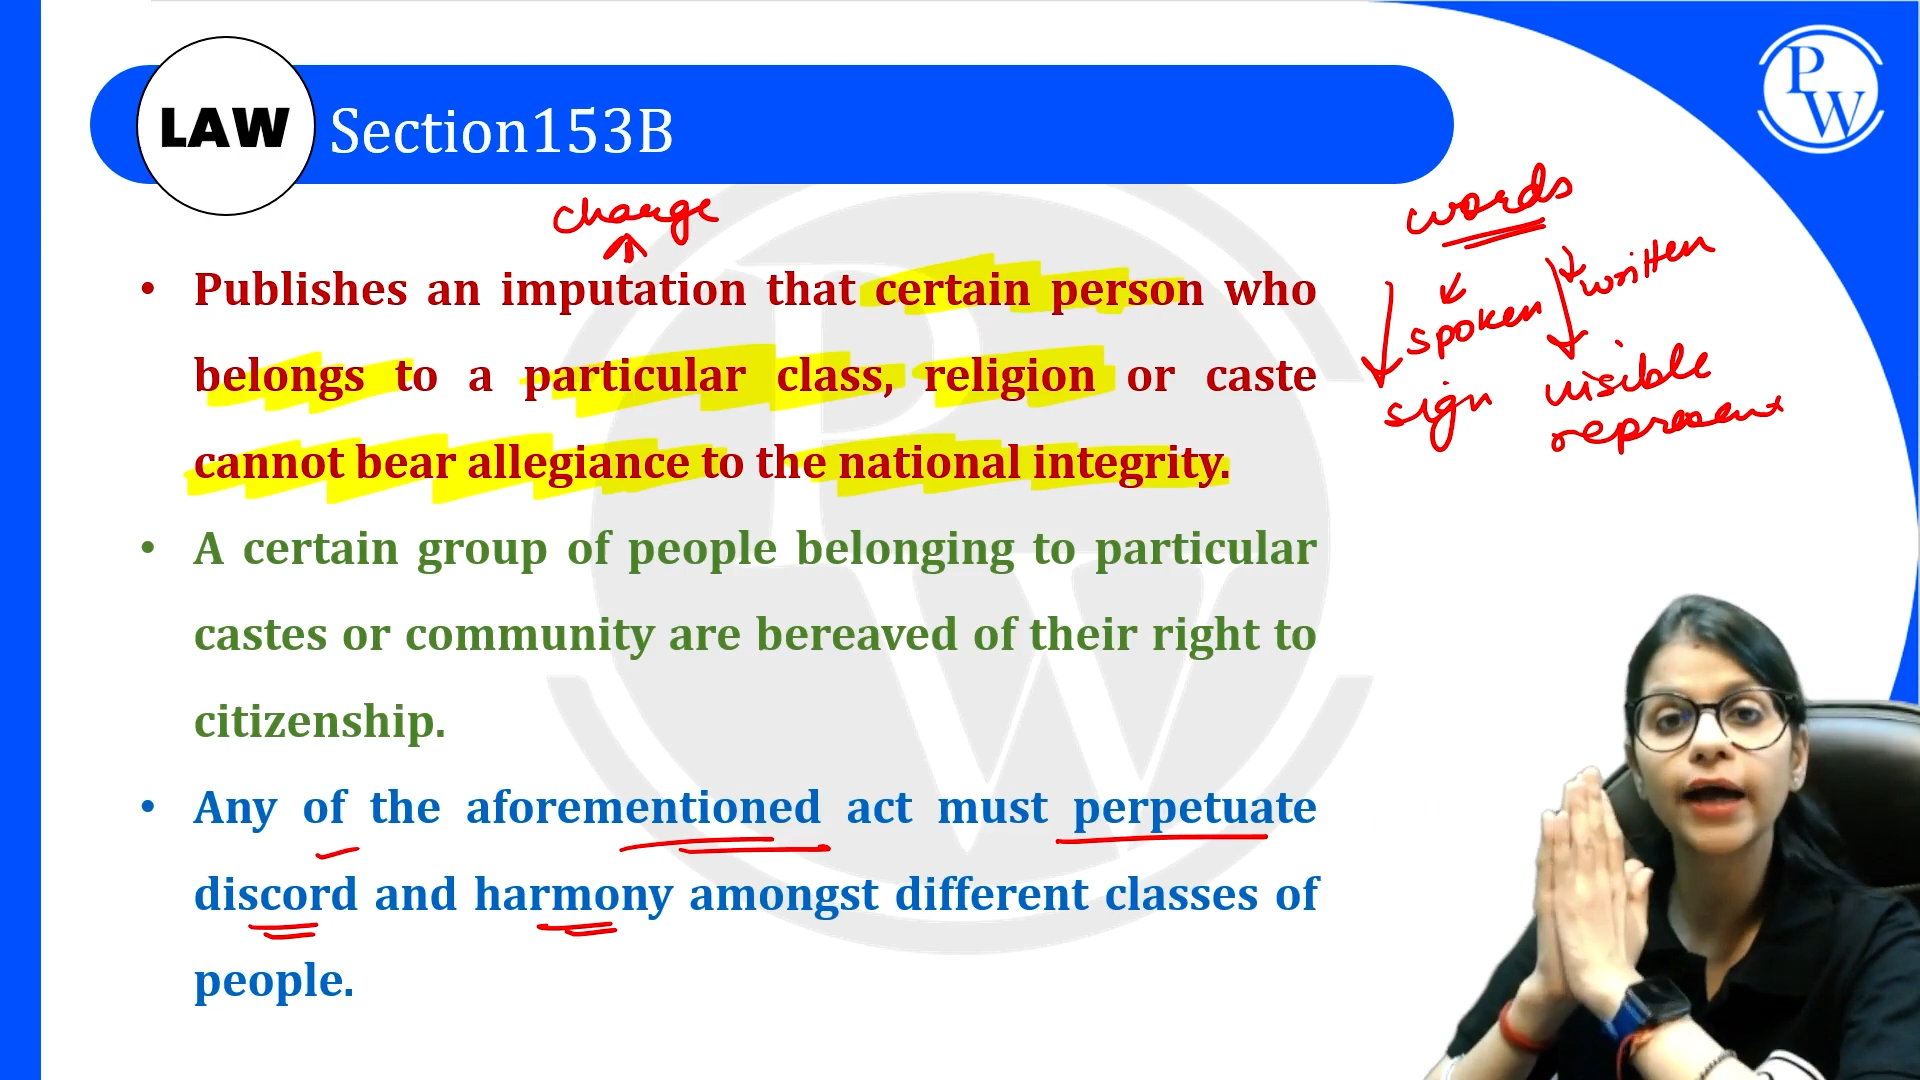 LAW Section153B
PW
charge
words
spoken written
sign visible
represent
• Publishes an imputation that certain person who
belongs to a particular class, religion or caste
cannot bear allegiance to the national integrity.
• A certain group of people belonging to particular
castes or community are bereaved of their right to
citizenship.
• Any of the aforementioned act must perpetuate
discord and harmony amongst different classes of
people.